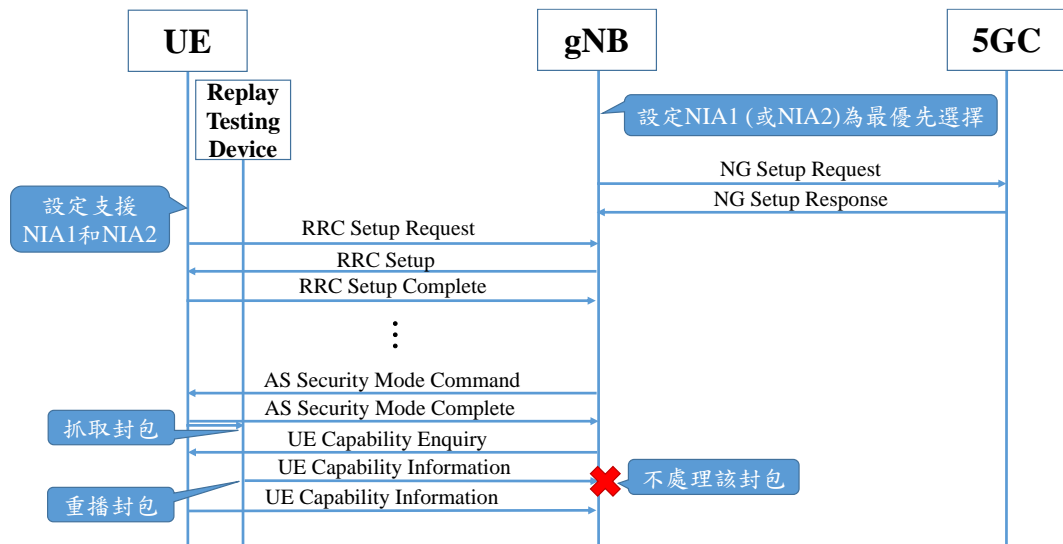 UE
gNB
5GC
Replay
Testing
Device
設定NIA1 (或NIA2)為最優先選擇
NG Setup Request
NG Setup Response
設定支援
NIA1和NIA2
RRC Setup Request
RRC Setup
RRC Setup Complete
⋮
AS Security Mode Command
AS Security Mode Complete
抓取封包
UE Capability Enquiry
UE Capability Information
不處理該封包
重播封包
UE Capability Information